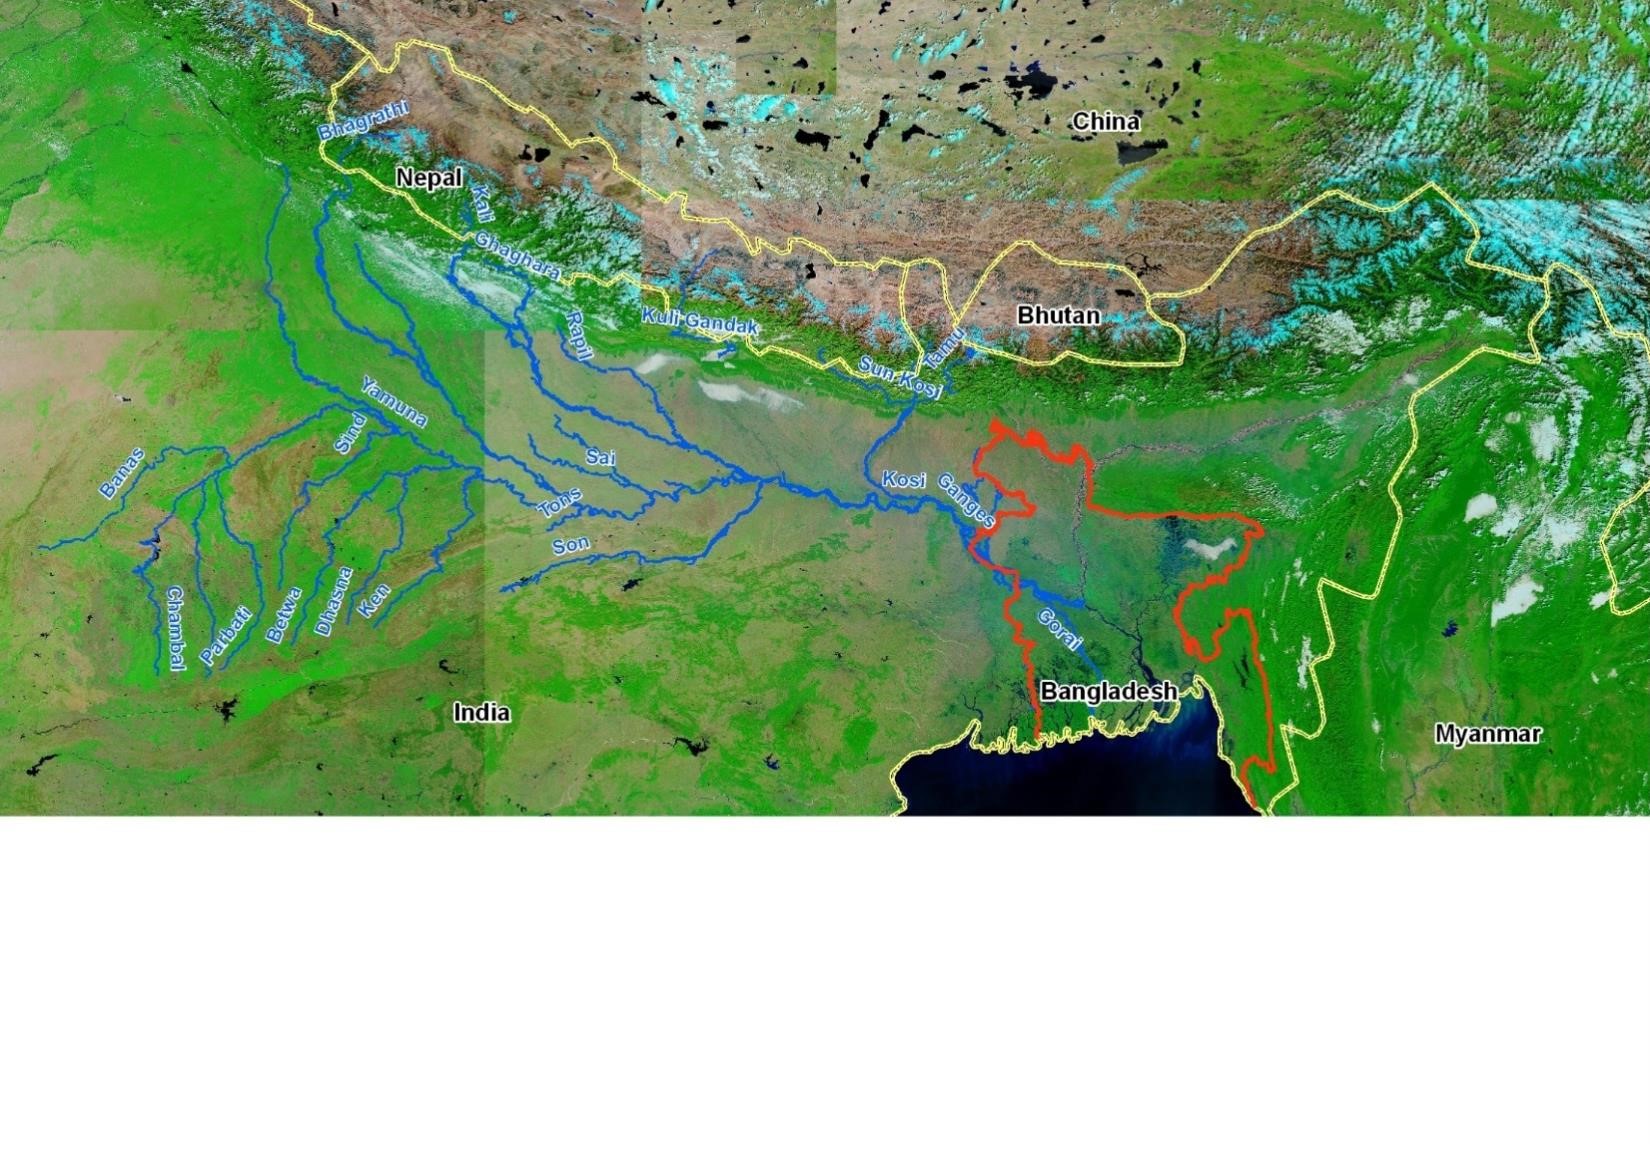 China
Bhagrathi
Nepal
Kali
Ghaghara
Bhutan
Kuli Gandak
Rapil
Tamu
Sun Kosi
Yamuna
Sind
Banas
Sai
Kosi
Ganges
Tons
Son
Chambal
Parbati
Betwa
Dhasna
Ken
Gorai
Bangladesh
India
Myanmar